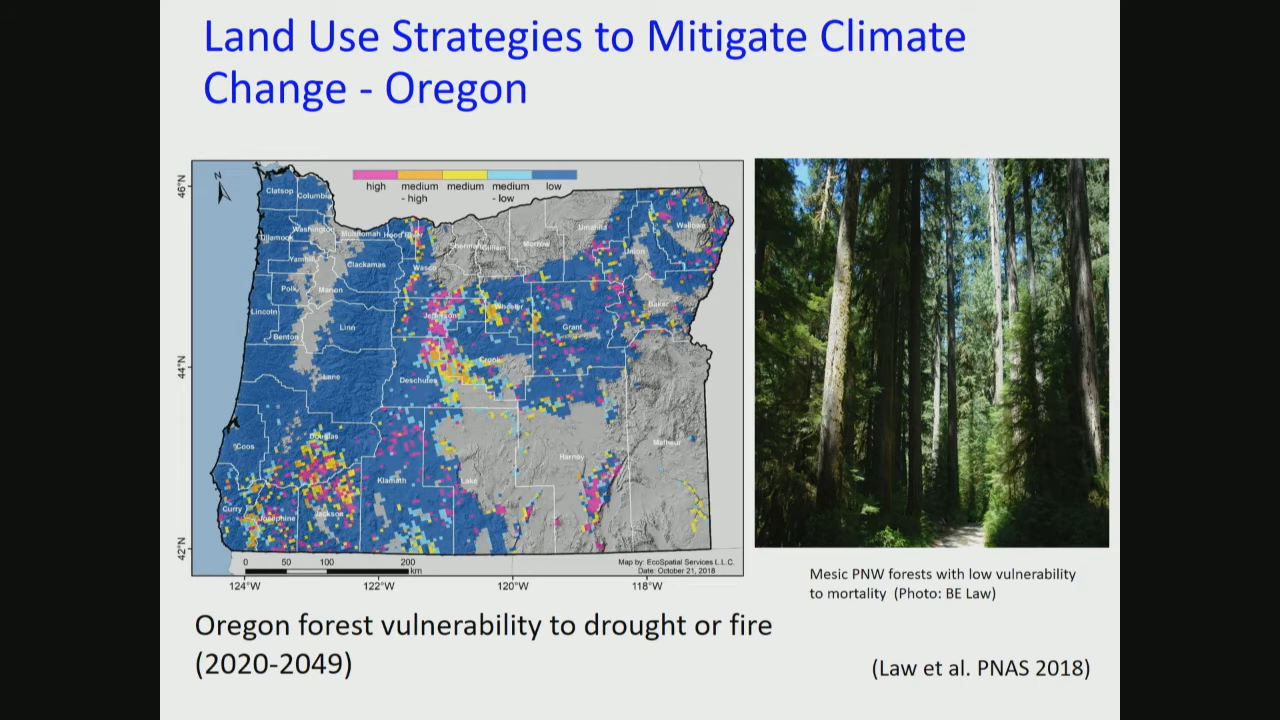 Land Use Strategies to Mitigate Climate
Change - Oregon
N
high
medium
- high
medium
medium
- low
low
46°N
44°N
42°N
Clatsop
Columbia
Tillamook
Washington
Multnomah
Hood River
Sherman
Gilliam
Morrow
Umatilla
Wallowa
Union
Yamhill
Clackamas
Wasco
Polk
Marion
Jefferson
Wheeler
Baker
Lincoln
Linn
Grant
Benton
Crook
Lane
Deschutes
Coos
Douglas
Malheur
Harney
Klamath
Lake
Curry
Josephine
Jackson
0 50 100 200
km
Map by: EcoSpatial Services L.L.C.
Date: October 21, 2018
124°W 122°W 120°W 118°W
Mesic PNW forests with low vulnerability
to mortality (Photo: BE Law)
Oregon forest vulnerability to drought or fire
(2020-2049)
(Law et al. PNAS 2018)